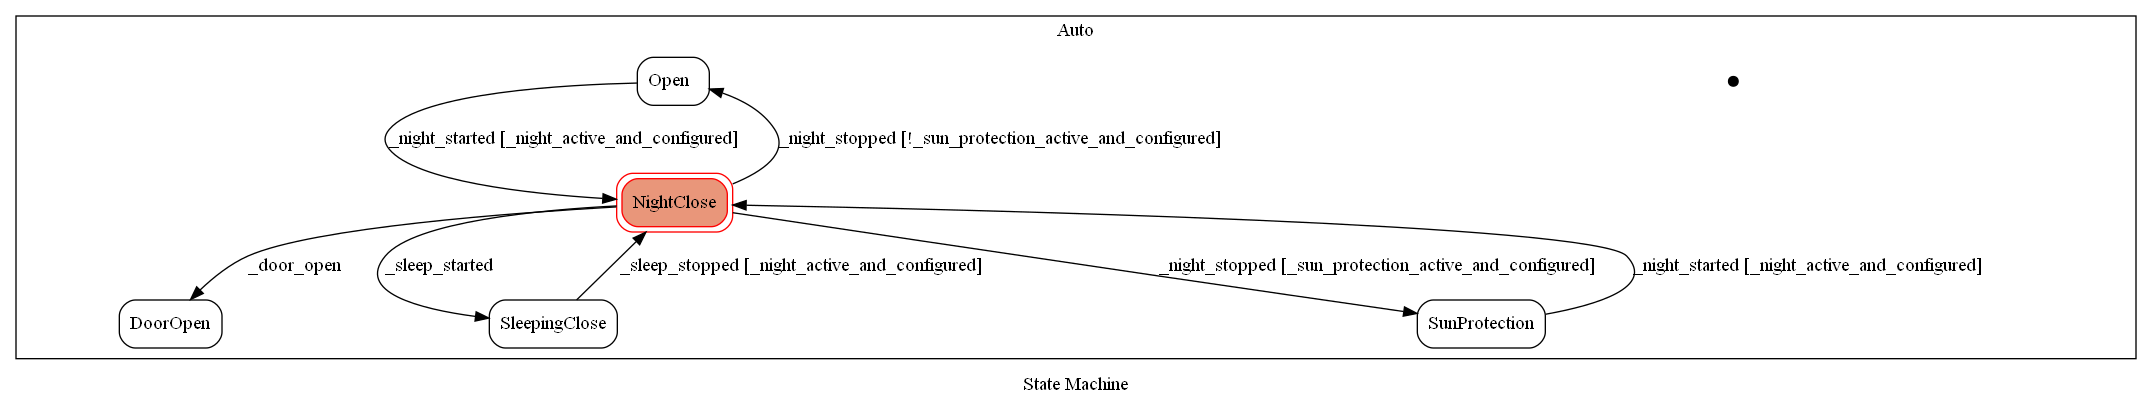 Auto
Open
_night_started [_night_active_and_configured]
_night_stopped [!_sun_protection_active_and_configured]
NightClose
_door_open
_sleep_started
_sleep_stopped [_night_active_and_configured]
_night_stopped [_sun_protection_active_and_configured]
_night_started [_night_active_and_configured]
DoorOpen
SleepingClose
SunProtection
State Machine